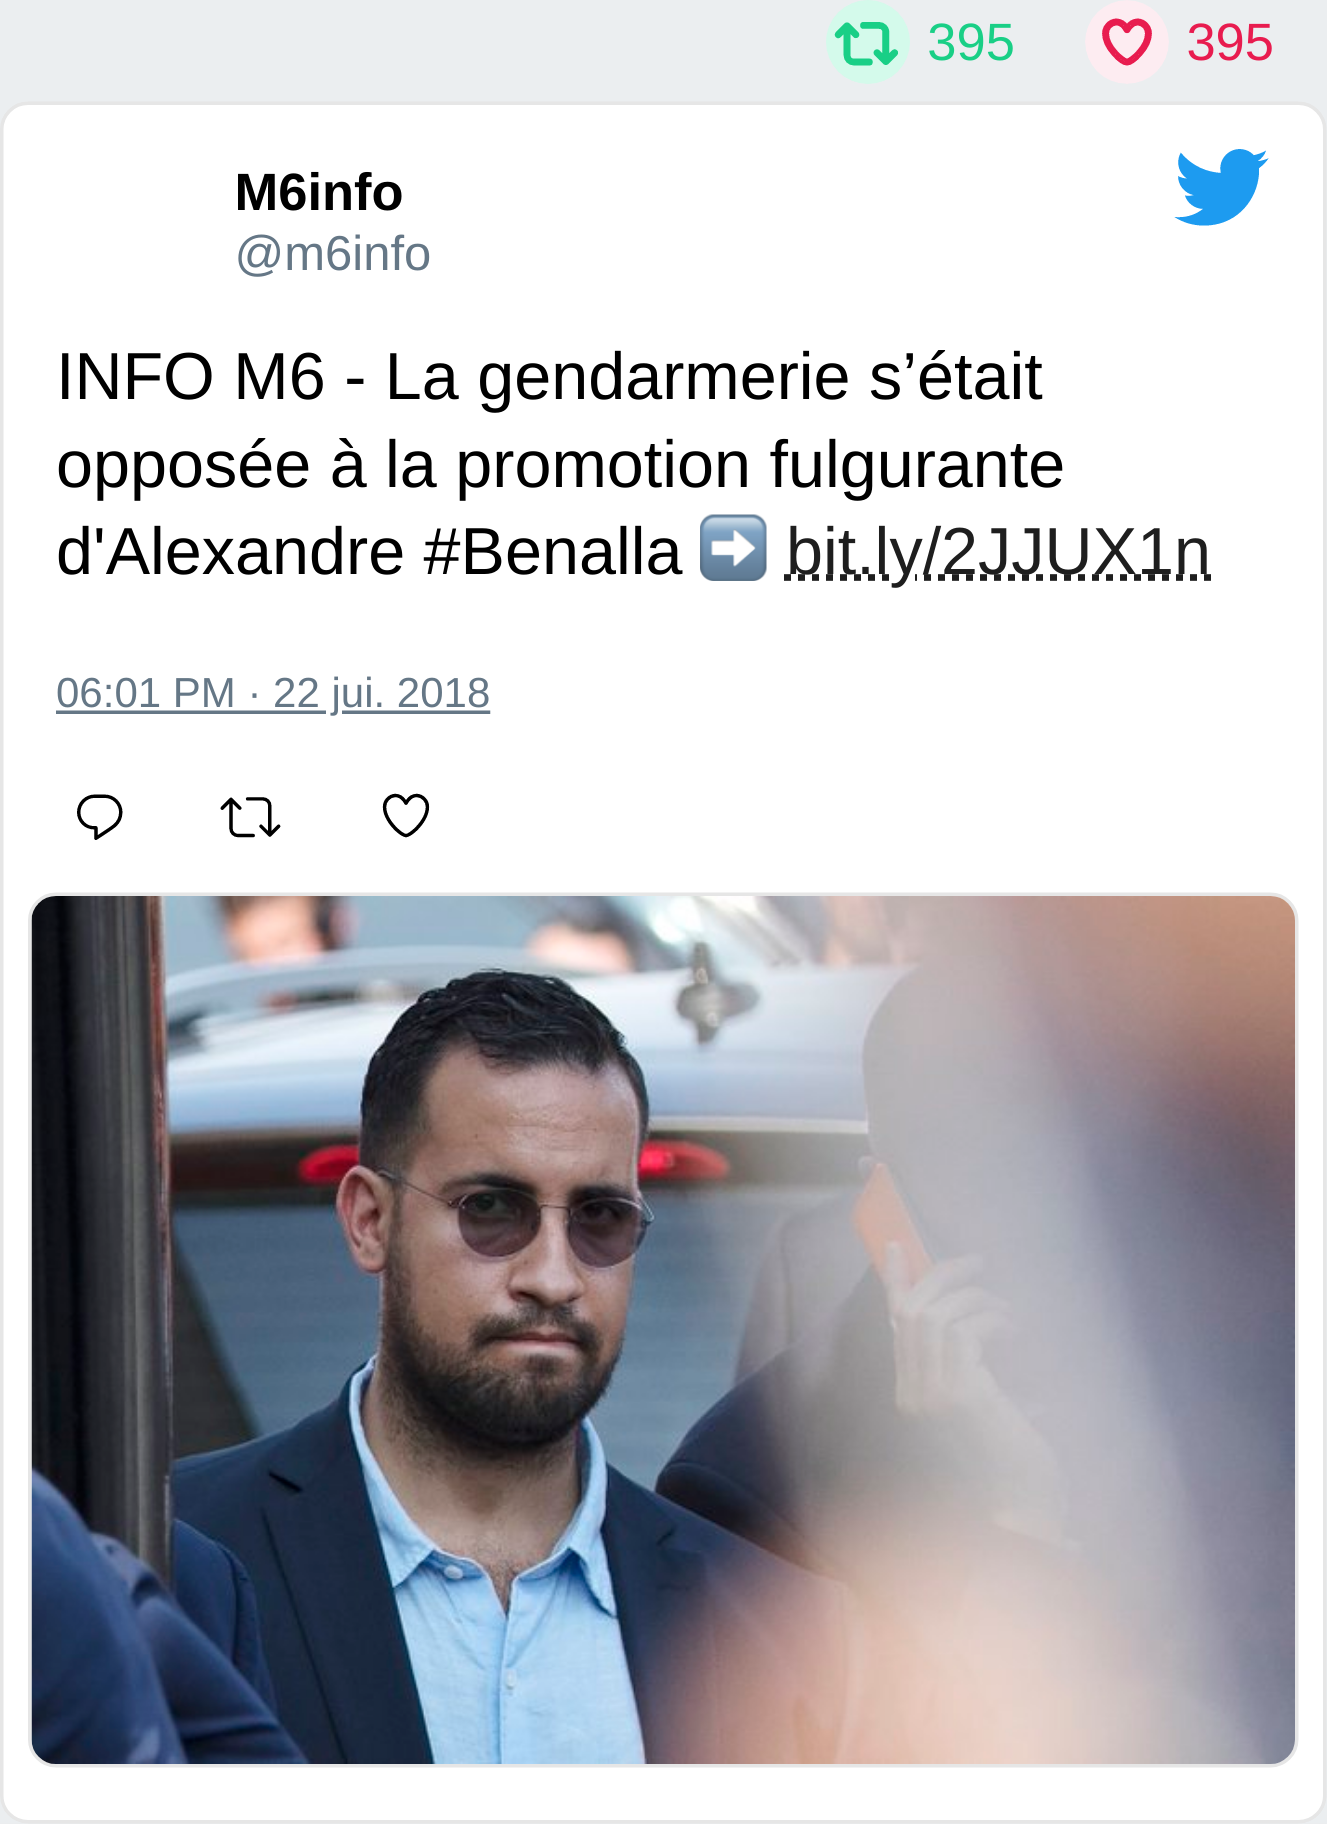 395 395
M6info
@m6info
INFO M6 - La gendarmerie s’était
opposée à la promotion fulgurante
d'Alexandre #Benalla ➡️ bit.ly/2JJUX1n
06:01 PM · 22 jui. 2018